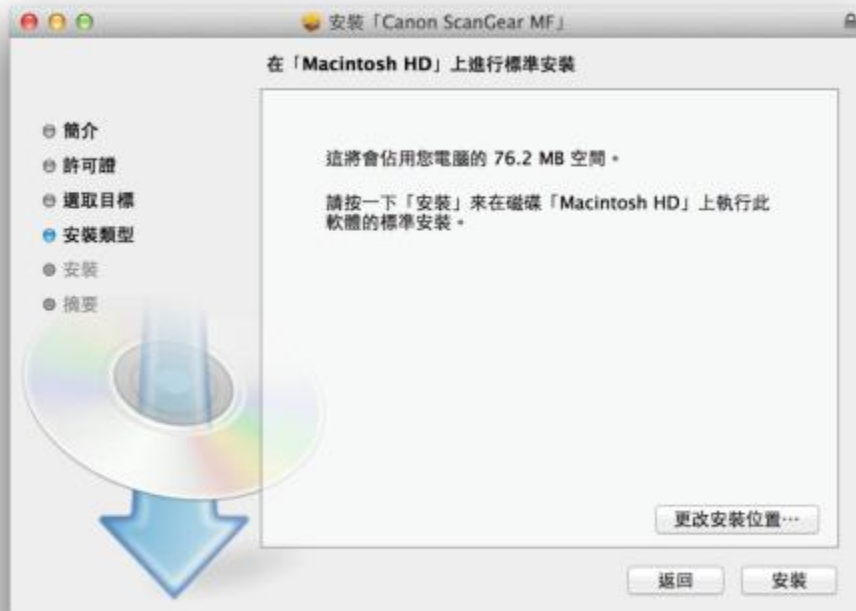 安裝「Canon ScanGear MF」
在「Macintosh HD」上進行標準安裝
簡介
許可證
選取目標
安裝類型
安裝
摘要
這將會佔用您電腦的 76.2 MB 空間。
請按一下「安裝」來在磁碟「Macintosh HD」上執行此
軟體的標準安裝。
更改安裝位置⋯
返回
安裝